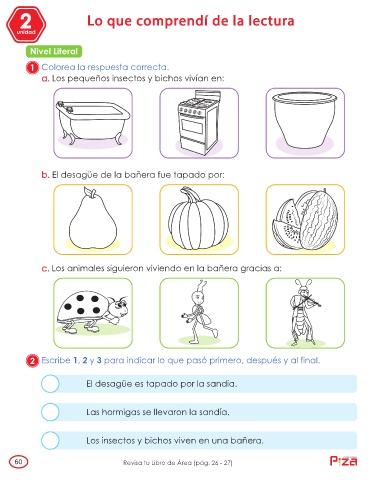 2
unidad
Lo que comprendí de la lectura
Nivel Literal
1 Colorea la respuesta correcta.
a. Los pequeños insectos y bichos vivían en:
b. El desagüe de la bañera fue tapado por:
c. Los animales siguieron viviendo en la bañera gracias a:
2 Escribe 1, 2 y 3 para indicar lo que pasó primero, después y al final.
El desagüe es tapado por la sandía.
Las hormigas se llevaron la sandía.
Los insectos y bichos viven en una bañera.
60
Revisa tu Libro de Área (pág. 26 - 27)